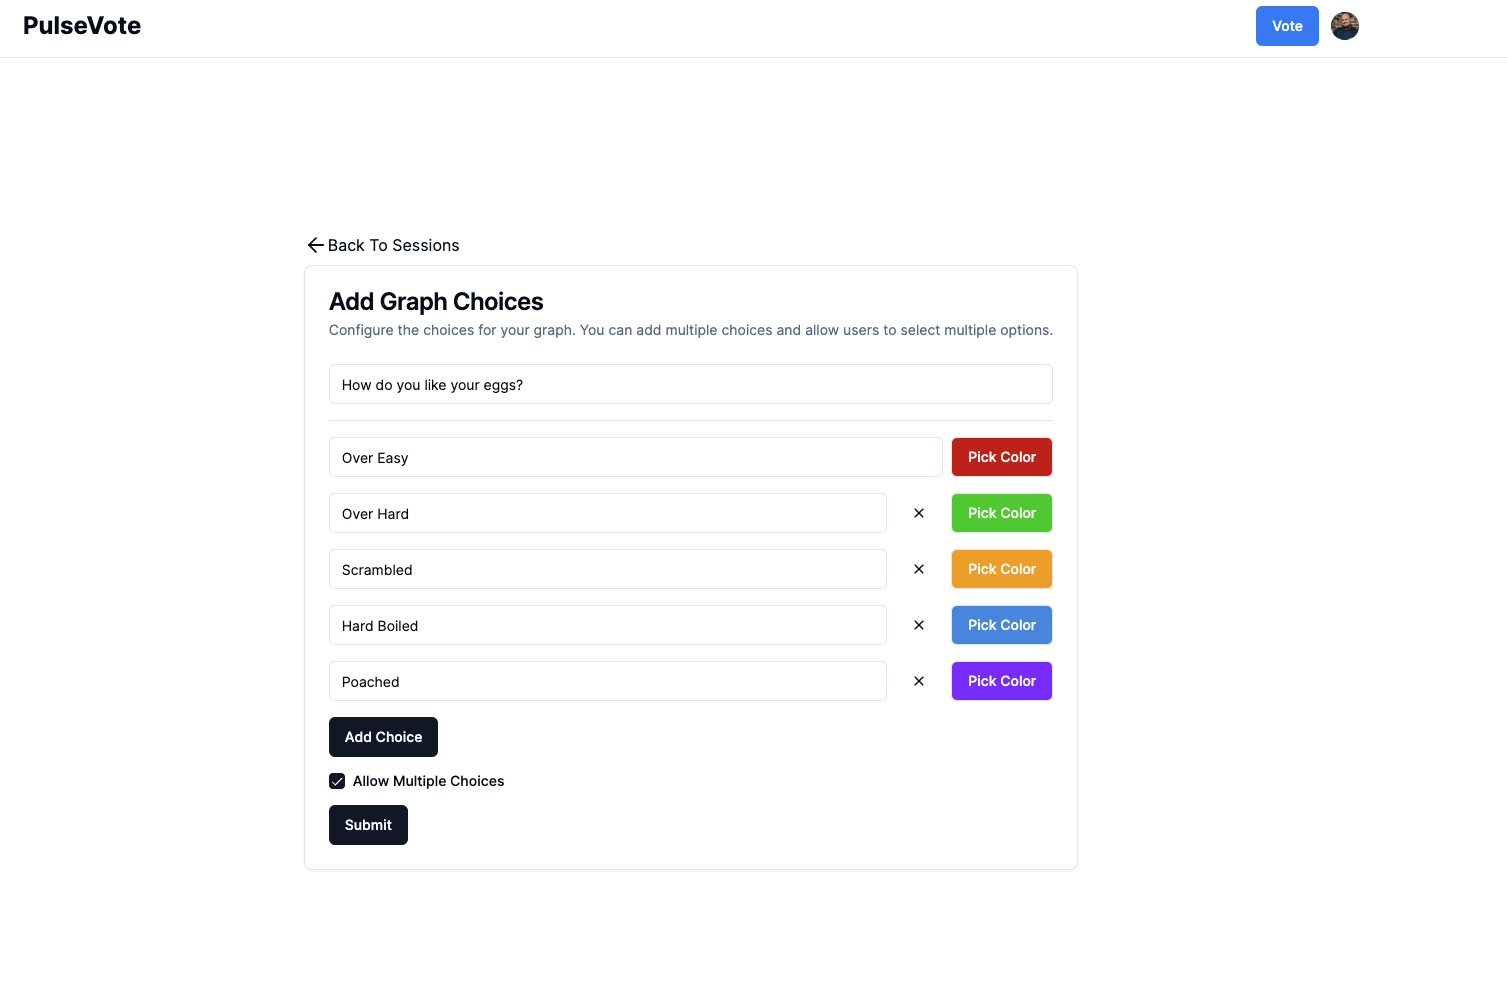 PulseVote
Vote
Back To Sessions
Add Graph Choices
Configure the choices for your graph. You can add multiple choices and allow users to select multiple options.
How do you like your eggs?
Over Easy
Pick Color
Over Hard
Pick Color
Scrambled
Pick Color
Hard Boiled
Pick Color
Poached
Pick Color
Add Choice
Allow Multiple Choices
Submit